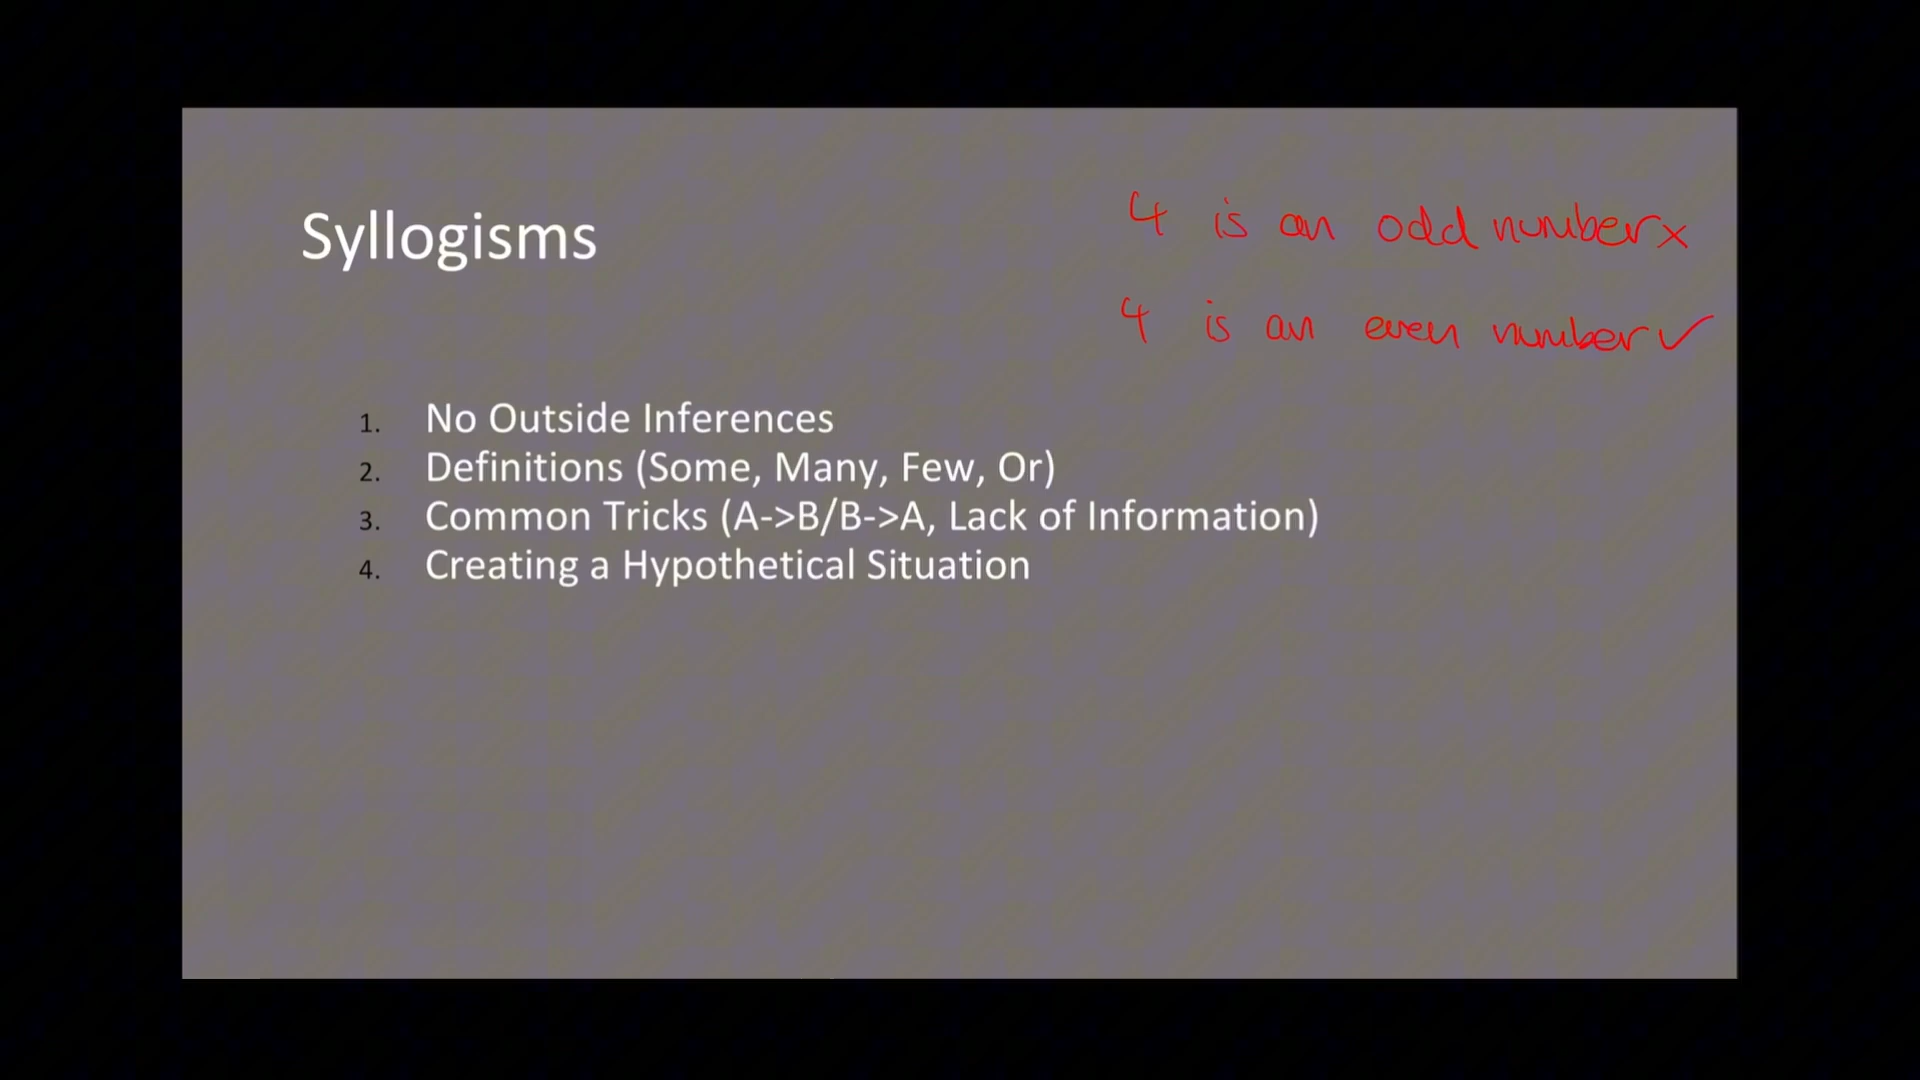 Syllogisms
4 is an odd number x
4 is an even number ✓
1. No Outside Inferences
2. Definitions (Some, Many, Few, Or)
3. Common Tricks (A->B/B->A, Lack of Information)
4. Creating a Hypothetical Situation